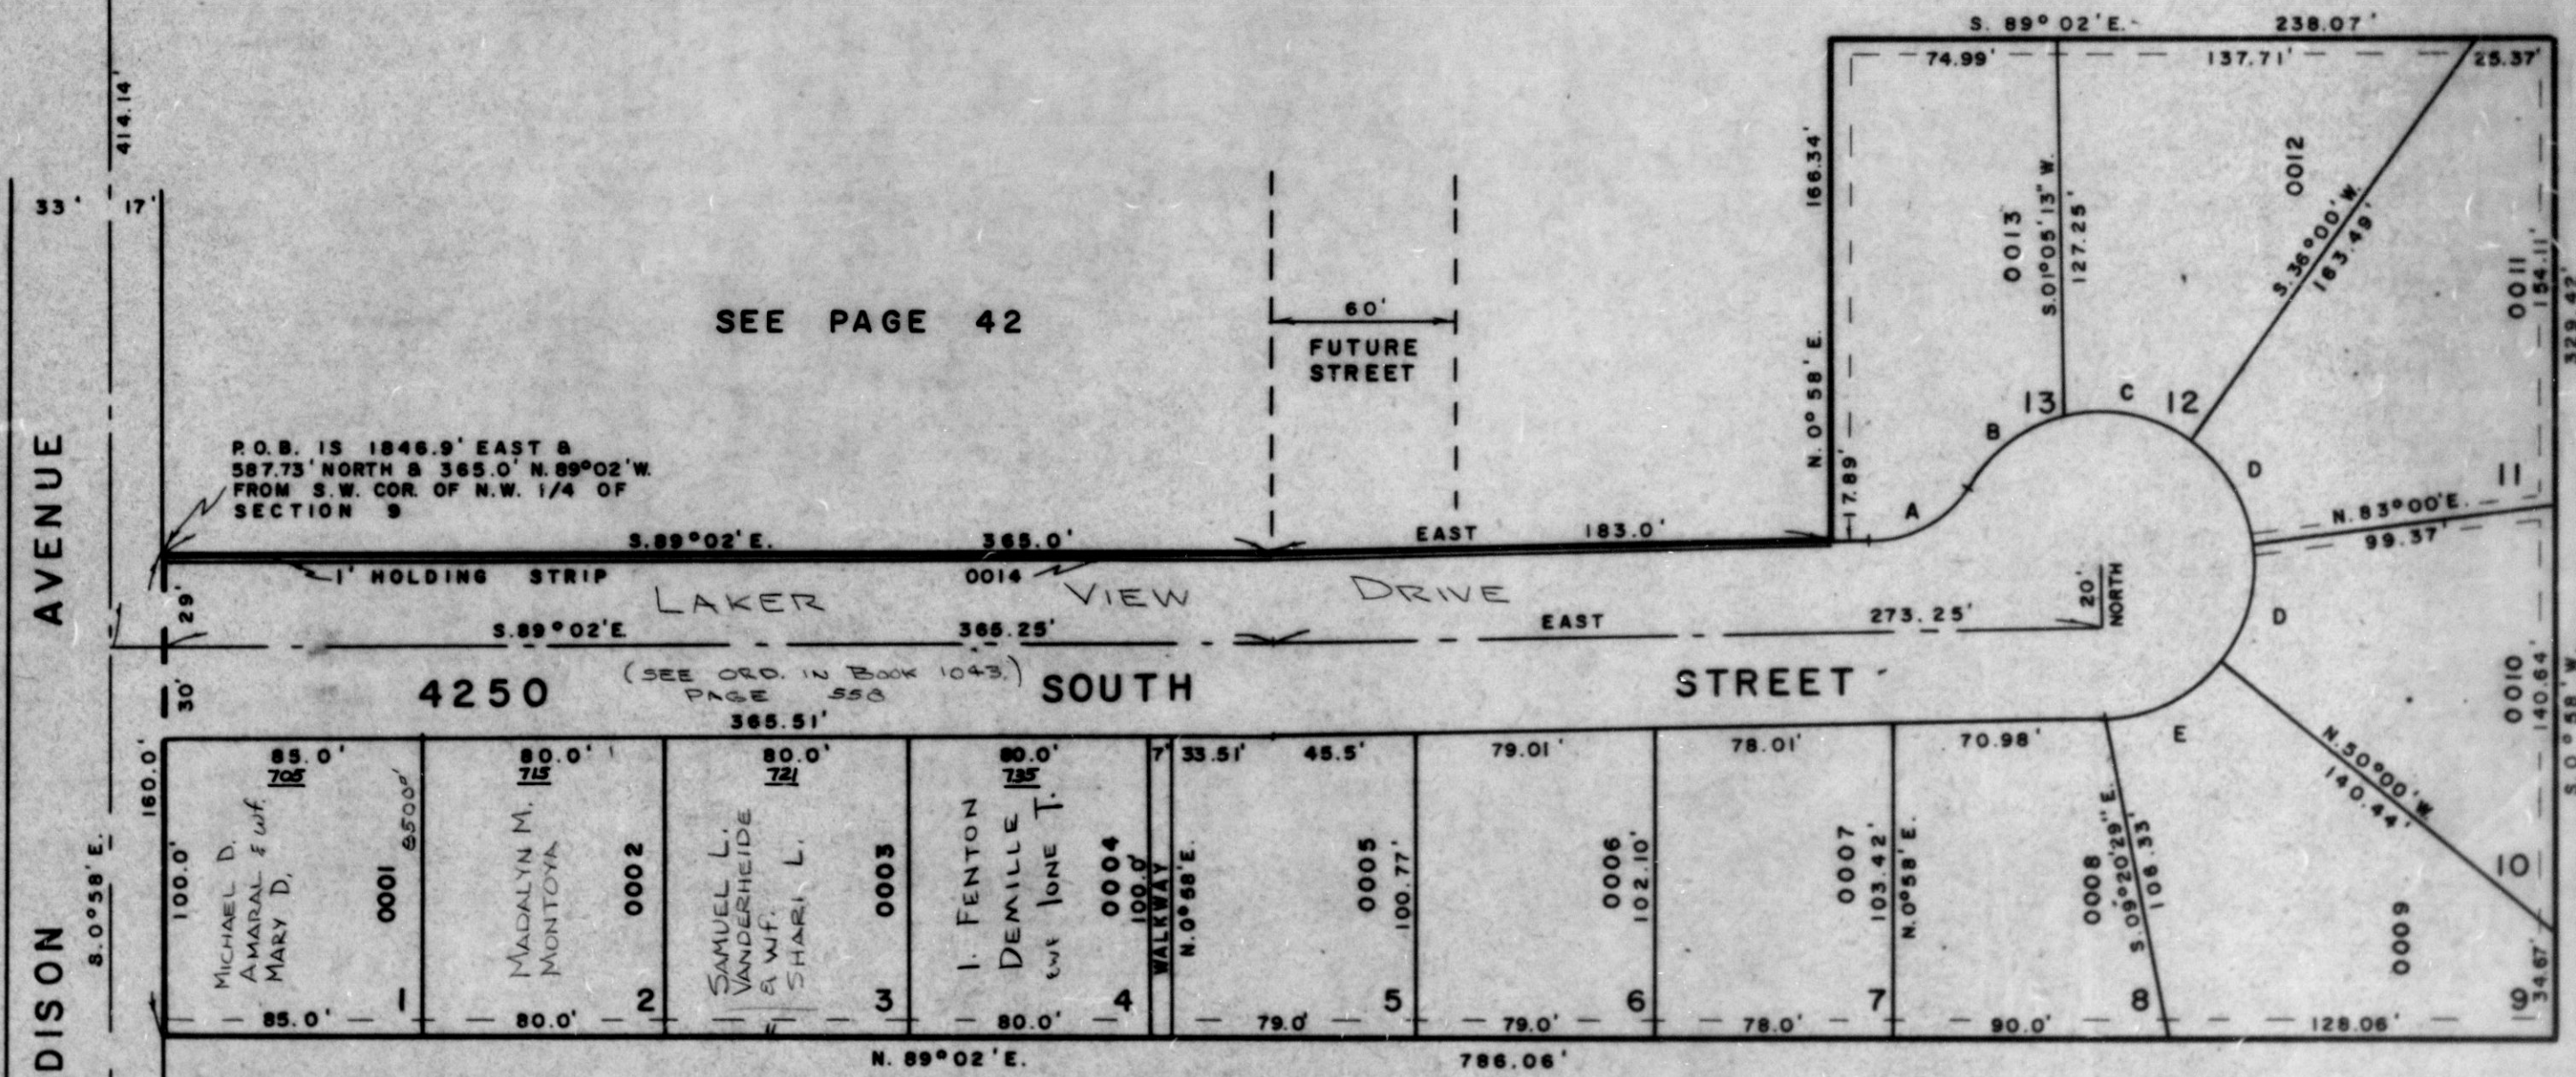 S. 89° 02' E. 238.07'
74.99' 137.71' 25.37'
414.14'
33' 17'
166.34'
N. 0° 58' E.
17.89'
0013
S.01°05'13" W.
127.25'
0012
S.36°00'W.
163.49'
0011
154.11'
329.42'
SEE PAGE 42
60'
FUTURE
STREET
AVENUE
P.O.B. IS 1846.9' EAST &
587.73' NORTH & 365.0' N.89°02'W.
FROM S.W. COR. OF N.W. 1/4 OF
SECTION 9
13 C 12
B
A
D
11
N. 83°00'E.
99.37'
S.89°02'E. 365.0' EAST 183.0'
1' HOLDING STRIP 0014
LAKER VIEW DRIVE
29'
S.89°02'E. 365.25' EAST 273.25'
20'
NORTH
D
30'
4250 SOUTH STREET
(SEE ORD. IN BOOK 1043.)
PAGE 558
365.51'
E
0010
140.64'
S.0°58'W.
N.50°00'W.
140.44'
10
DISON
S.0°58'E.
160.0'
85.0' 80.0' 80.0' 80.0' 7' 33.51' 45.5' 79.01' 78.01' 70.98'
705 715 721 735
100.0'
MICHAEL D.
AMARAL & wf.
MARY D.
0001
8500'
1
MADALYN M.
MONTOYA
0002
2
SAMUEL L.
VANDERHEIDE
& Wf.
SHARI L.
0003
3
I. FENTON
DEMILLE
&wf IONE T.
0004
100.0'
4
WALKWAY
N.0°58'E.
0005
100.77'
5
0006
102.10'
6
0007
103.42'
7
N.0°58'E.
0008
S.09°20'29"E.
106.33'
8
0009
34.67'
9
85.0' 80.0' 80.0' 79.0' 79.0' 78.0' 90.0' 128.06'
N. 89°02'E. 786.06'